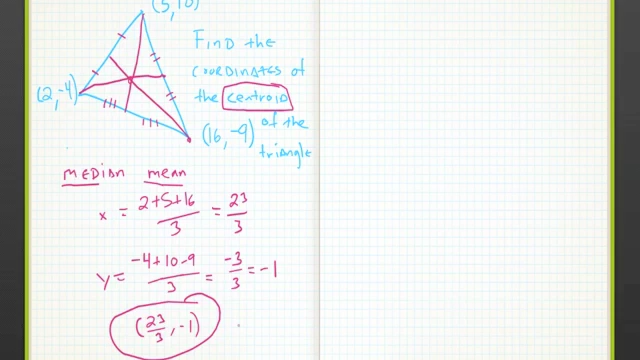 (5, 10)
Find the
coordinates of
(2, -4)
the centroid
(16, -9) of the
triangle
median mean
x = 2+5+16/3 = 23/3
y = -4+10-9/3 = -3/3 = -1
(23/3, -1)